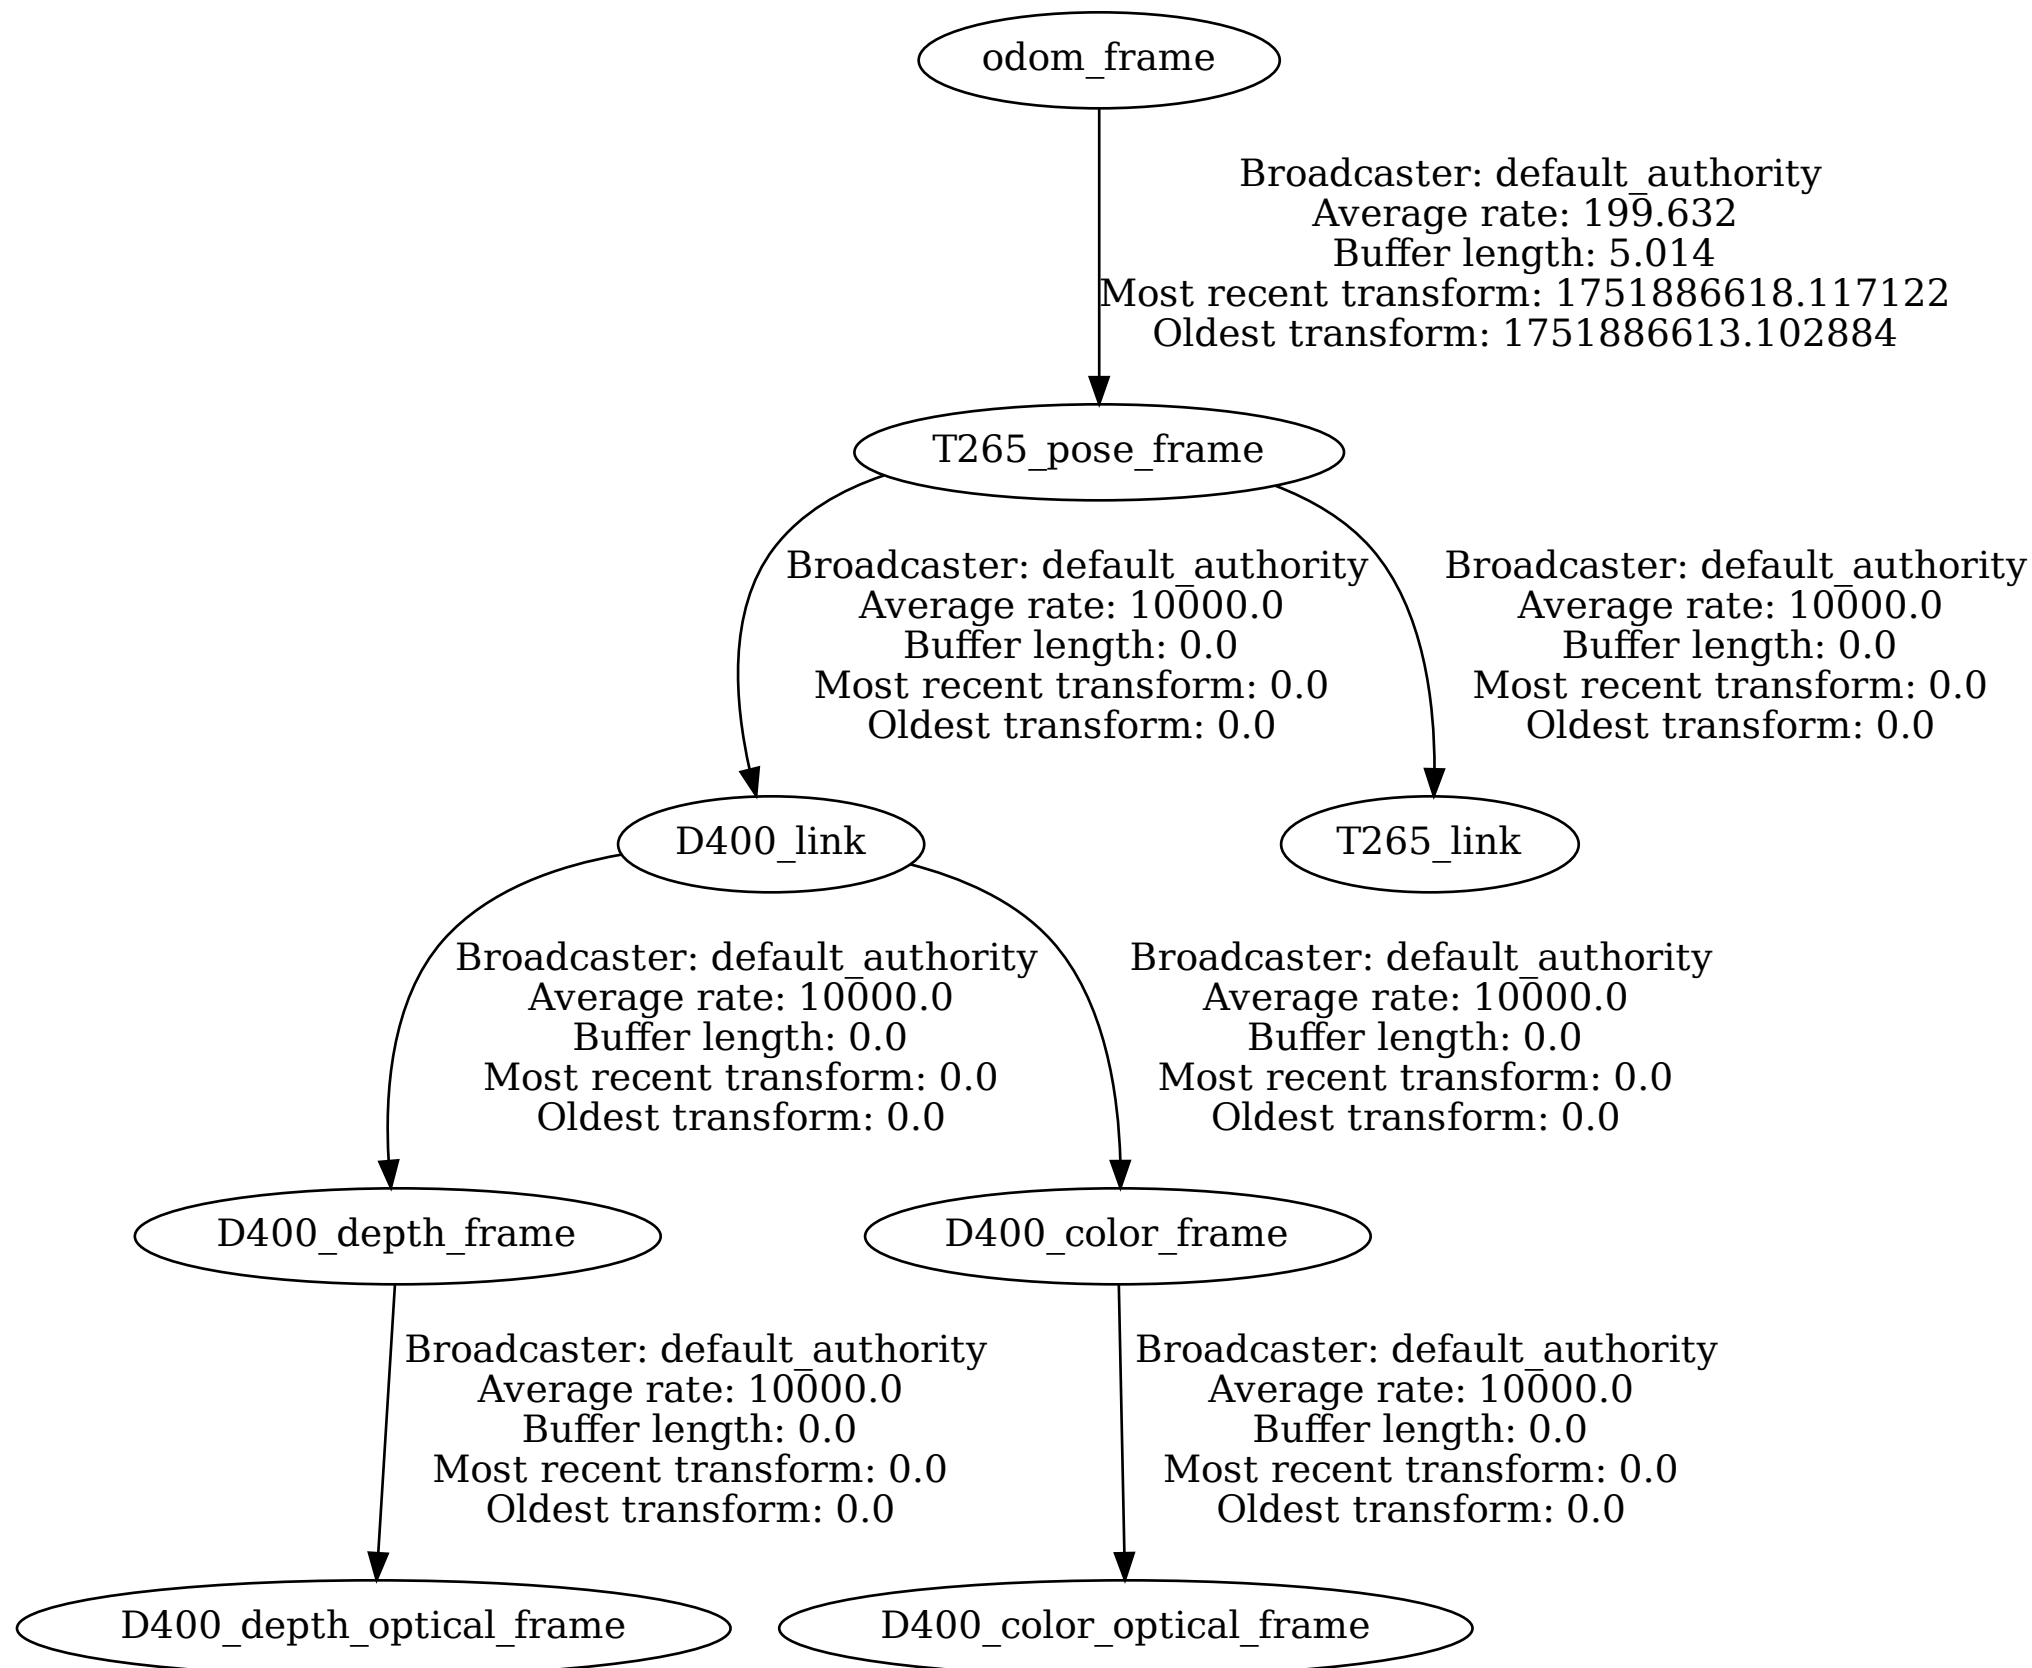 odom_frame
Broadcaster: default_authority
Average rate: 199.632
Buffer length: 5.014
Most recent transform: 1751886618.117122
Oldest transform: 1751886613.102884
T265_pose_frame
Broadcaster: default_authority
Average rate: 10000.0
Buffer length: 0.0
Most recent transform: 0.0
Oldest transform: 0.0
Broadcaster: default_authority
Average rate: 10000.0
Buffer length: 0.0
Most recent transform: 0.0
Oldest transform: 0.0
D400_link
T265_link
Broadcaster: default_authority
Average rate: 10000.0
Buffer length: 0.0
Most recent transform: 0.0
Oldest transform: 0.0
Broadcaster: default_authority
Average rate: 10000.0
Buffer length: 0.0
Most recent transform: 0.0
Oldest transform: 0.0
D400_depth_frame
D400_color_frame
Broadcaster: default_authority
Average rate: 10000.0
Buffer length: 0.0
Most recent transform: 0.0
Oldest transform: 0.0
Broadcaster: default_authority
Average rate: 10000.0
Buffer length: 0.0
Most recent transform: 0.0
Oldest transform: 0.0
D400_depth_optical_frame
D400_color_optical_frame